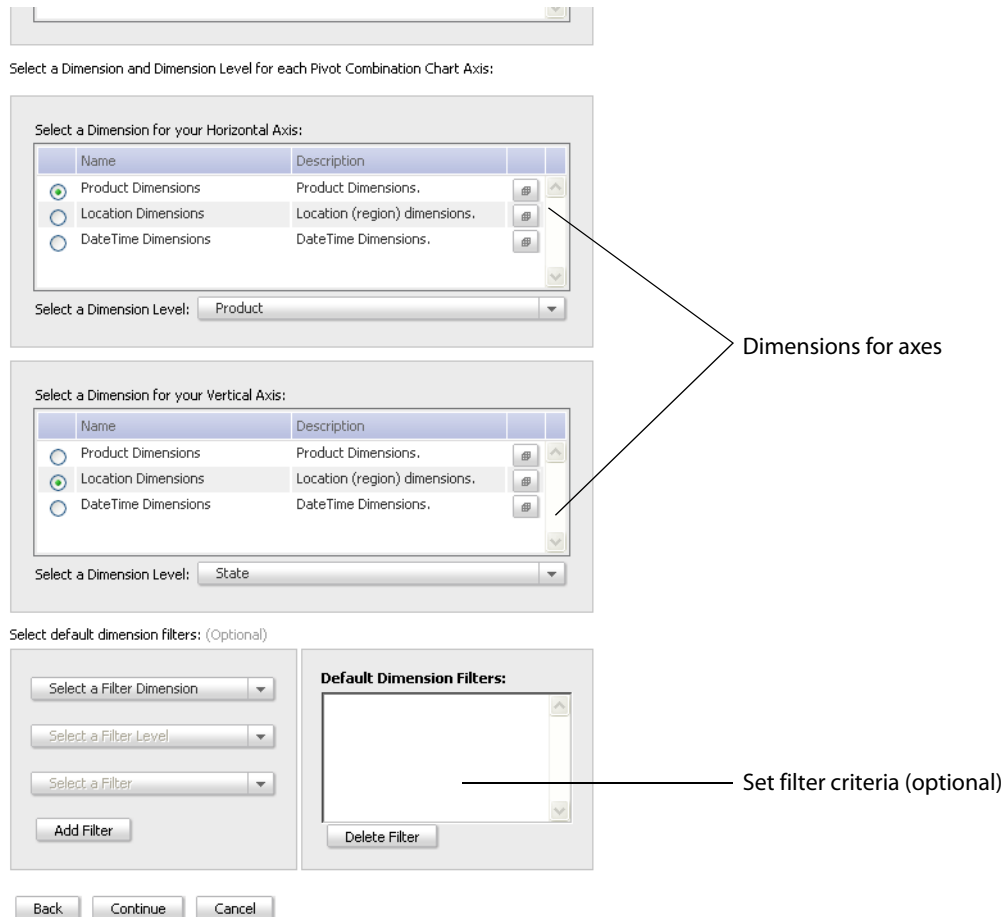 Select a Dimension and Dimension Level for each Pivot Combination Chart Axis:
Select a Dimension for your Horizontal Axis:
Name Description
Product Dimensions Product Dimensions.
Location Dimensions Location (region) dimensions.
DateTime Dimensions DateTime Dimensions.
Select a Dimension Level: Product
Dimensions for axes
Select a Dimension for your Vertical Axis:
Name Description
Product Dimensions Product Dimensions.
Location Dimensions Location (region) dimensions.
DateTime Dimensions DateTime Dimensions.
Select a Dimension Level: State
Select default dimension filters: (Optional)
Select a Filter Dimension
Select a Filter Level
Select a Filter
Add Filter
Default Dimension Filters:
Set filter criteria (optional)
Delete Filter
Back Continue Cancel